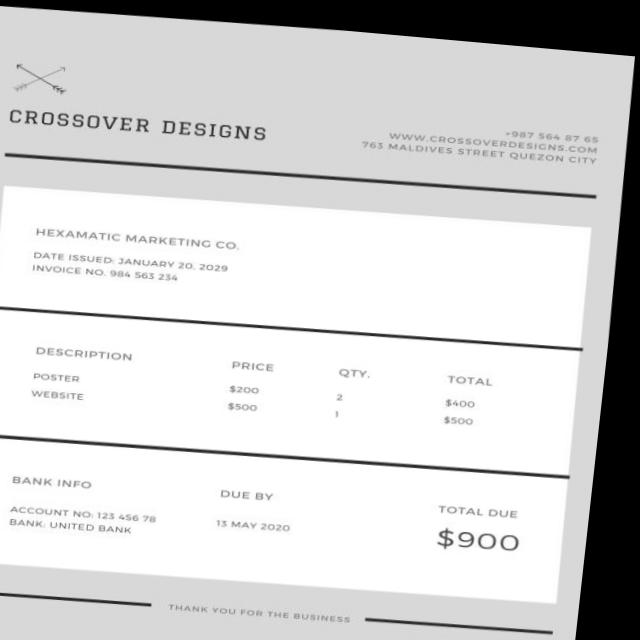 CROSSOVER DESIGNS
+987 564 87 65
WWW.CROSSOVERDESIGNS.COM
763 MALDIVES STREET QUEZON CITY
HEXAMATIC MARKETING CO.
DATE ISSUED: JANUARY 20, 2029
INVOICE NO. 984 563 234
DESCRIPTION PRICE QTY. TOTAL
POSTER $200 2 $400
WEBSITE $500 1 $500
BANK INFO DUE BY TOTAL DUE
ACCOUNT NO: 123 456 78 13 MAY 2020 $900
BANK: UNITED BANK
THANK YOU FOR THE BUSINESS